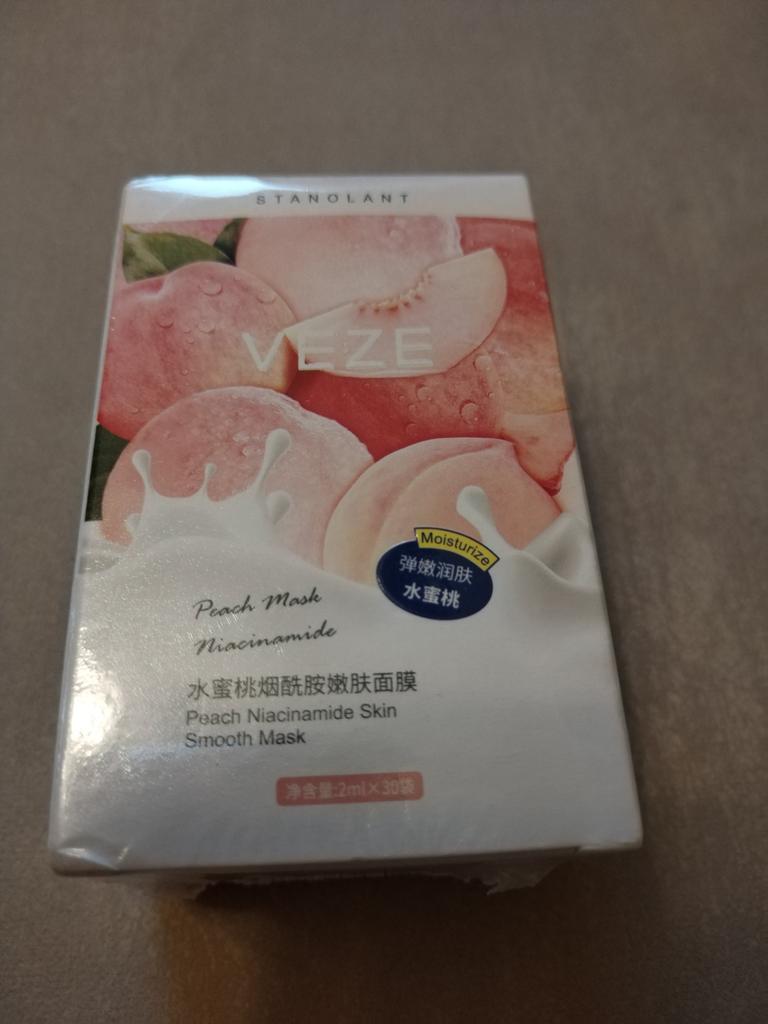 STANOLANT
VEZE
Moisturize
弹嫩润肤
水蜜桃
Peach Mask
Niacinamide
水蜜桃烟酰胺嫩肤面膜
Peach Niacinamide Skin
Smooth Mask
净含量:2ml×30袋